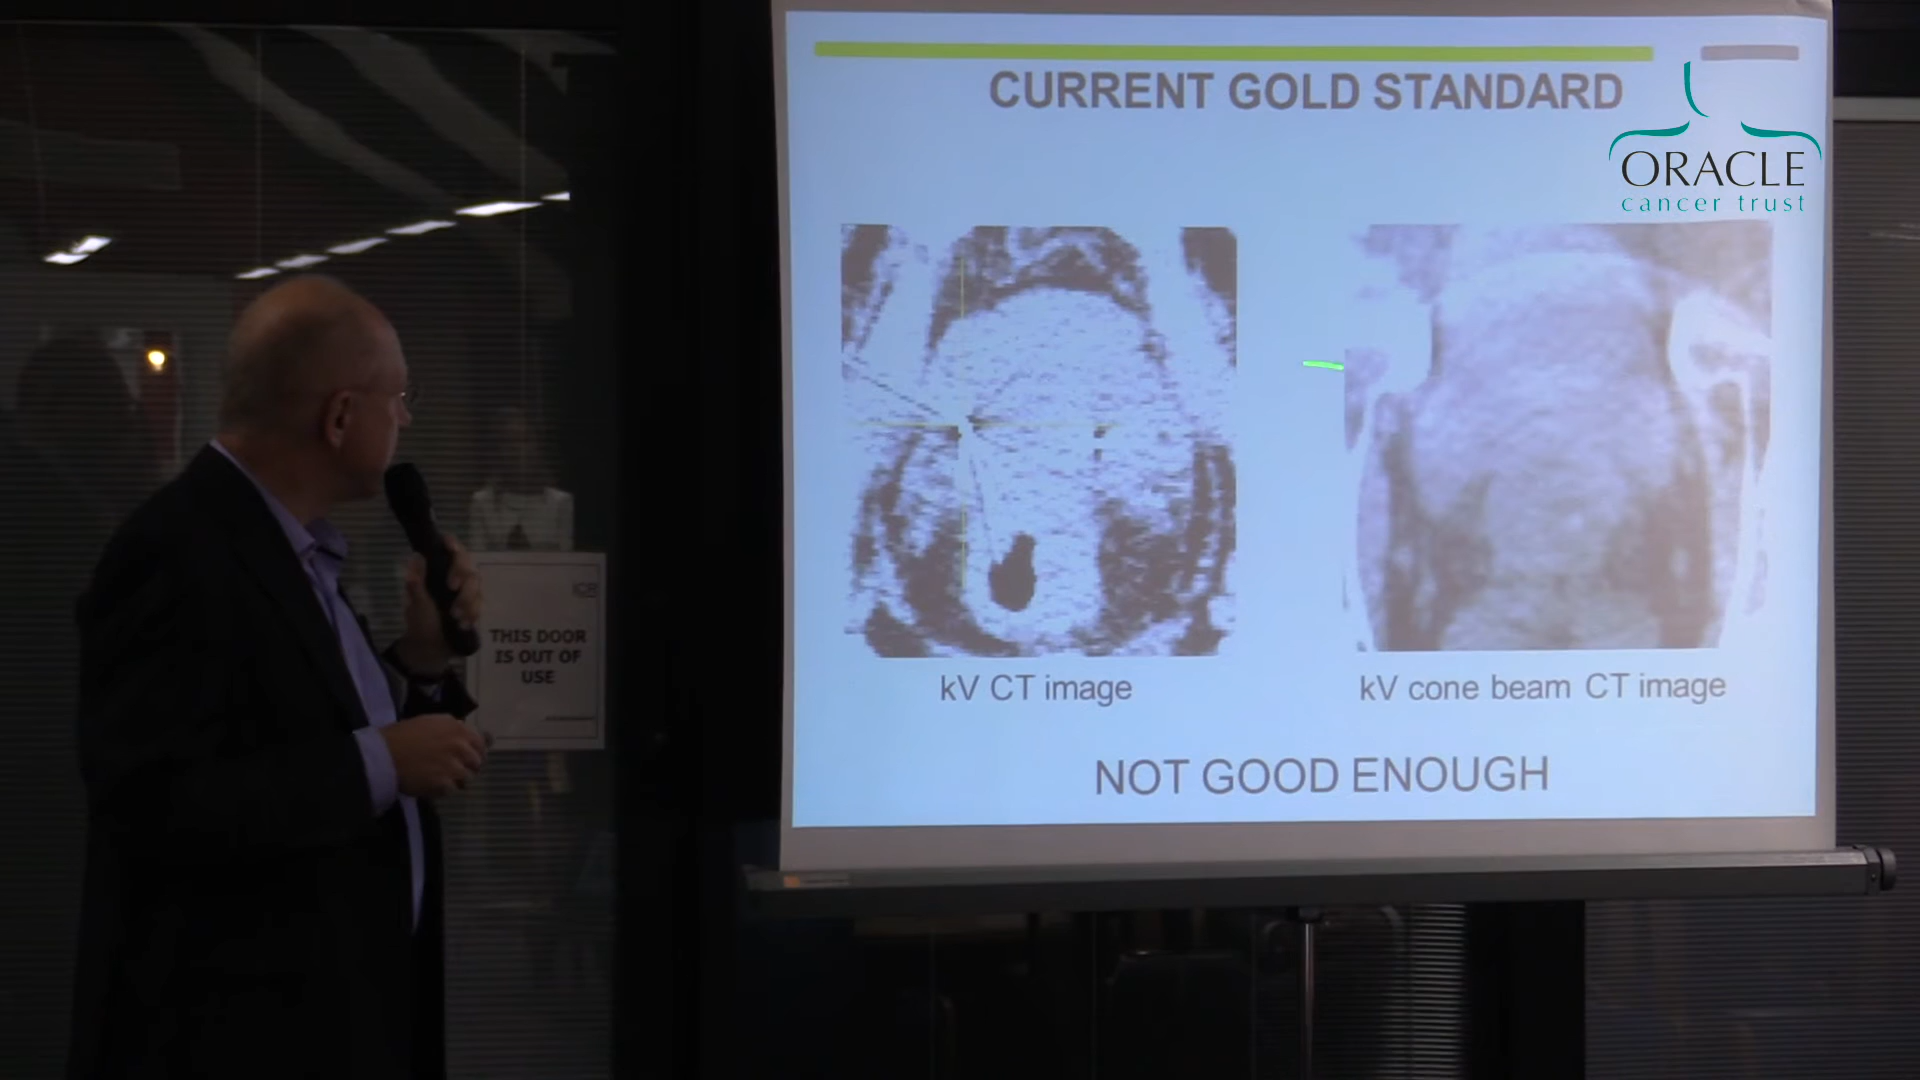 CURRENT GOLD STANDARD
ORACLE
cancer trust
kV CT image
kV cone beam CT image
NOT GOOD ENOUGH
ICR
THIS DOOR
IS OUT OF
USE